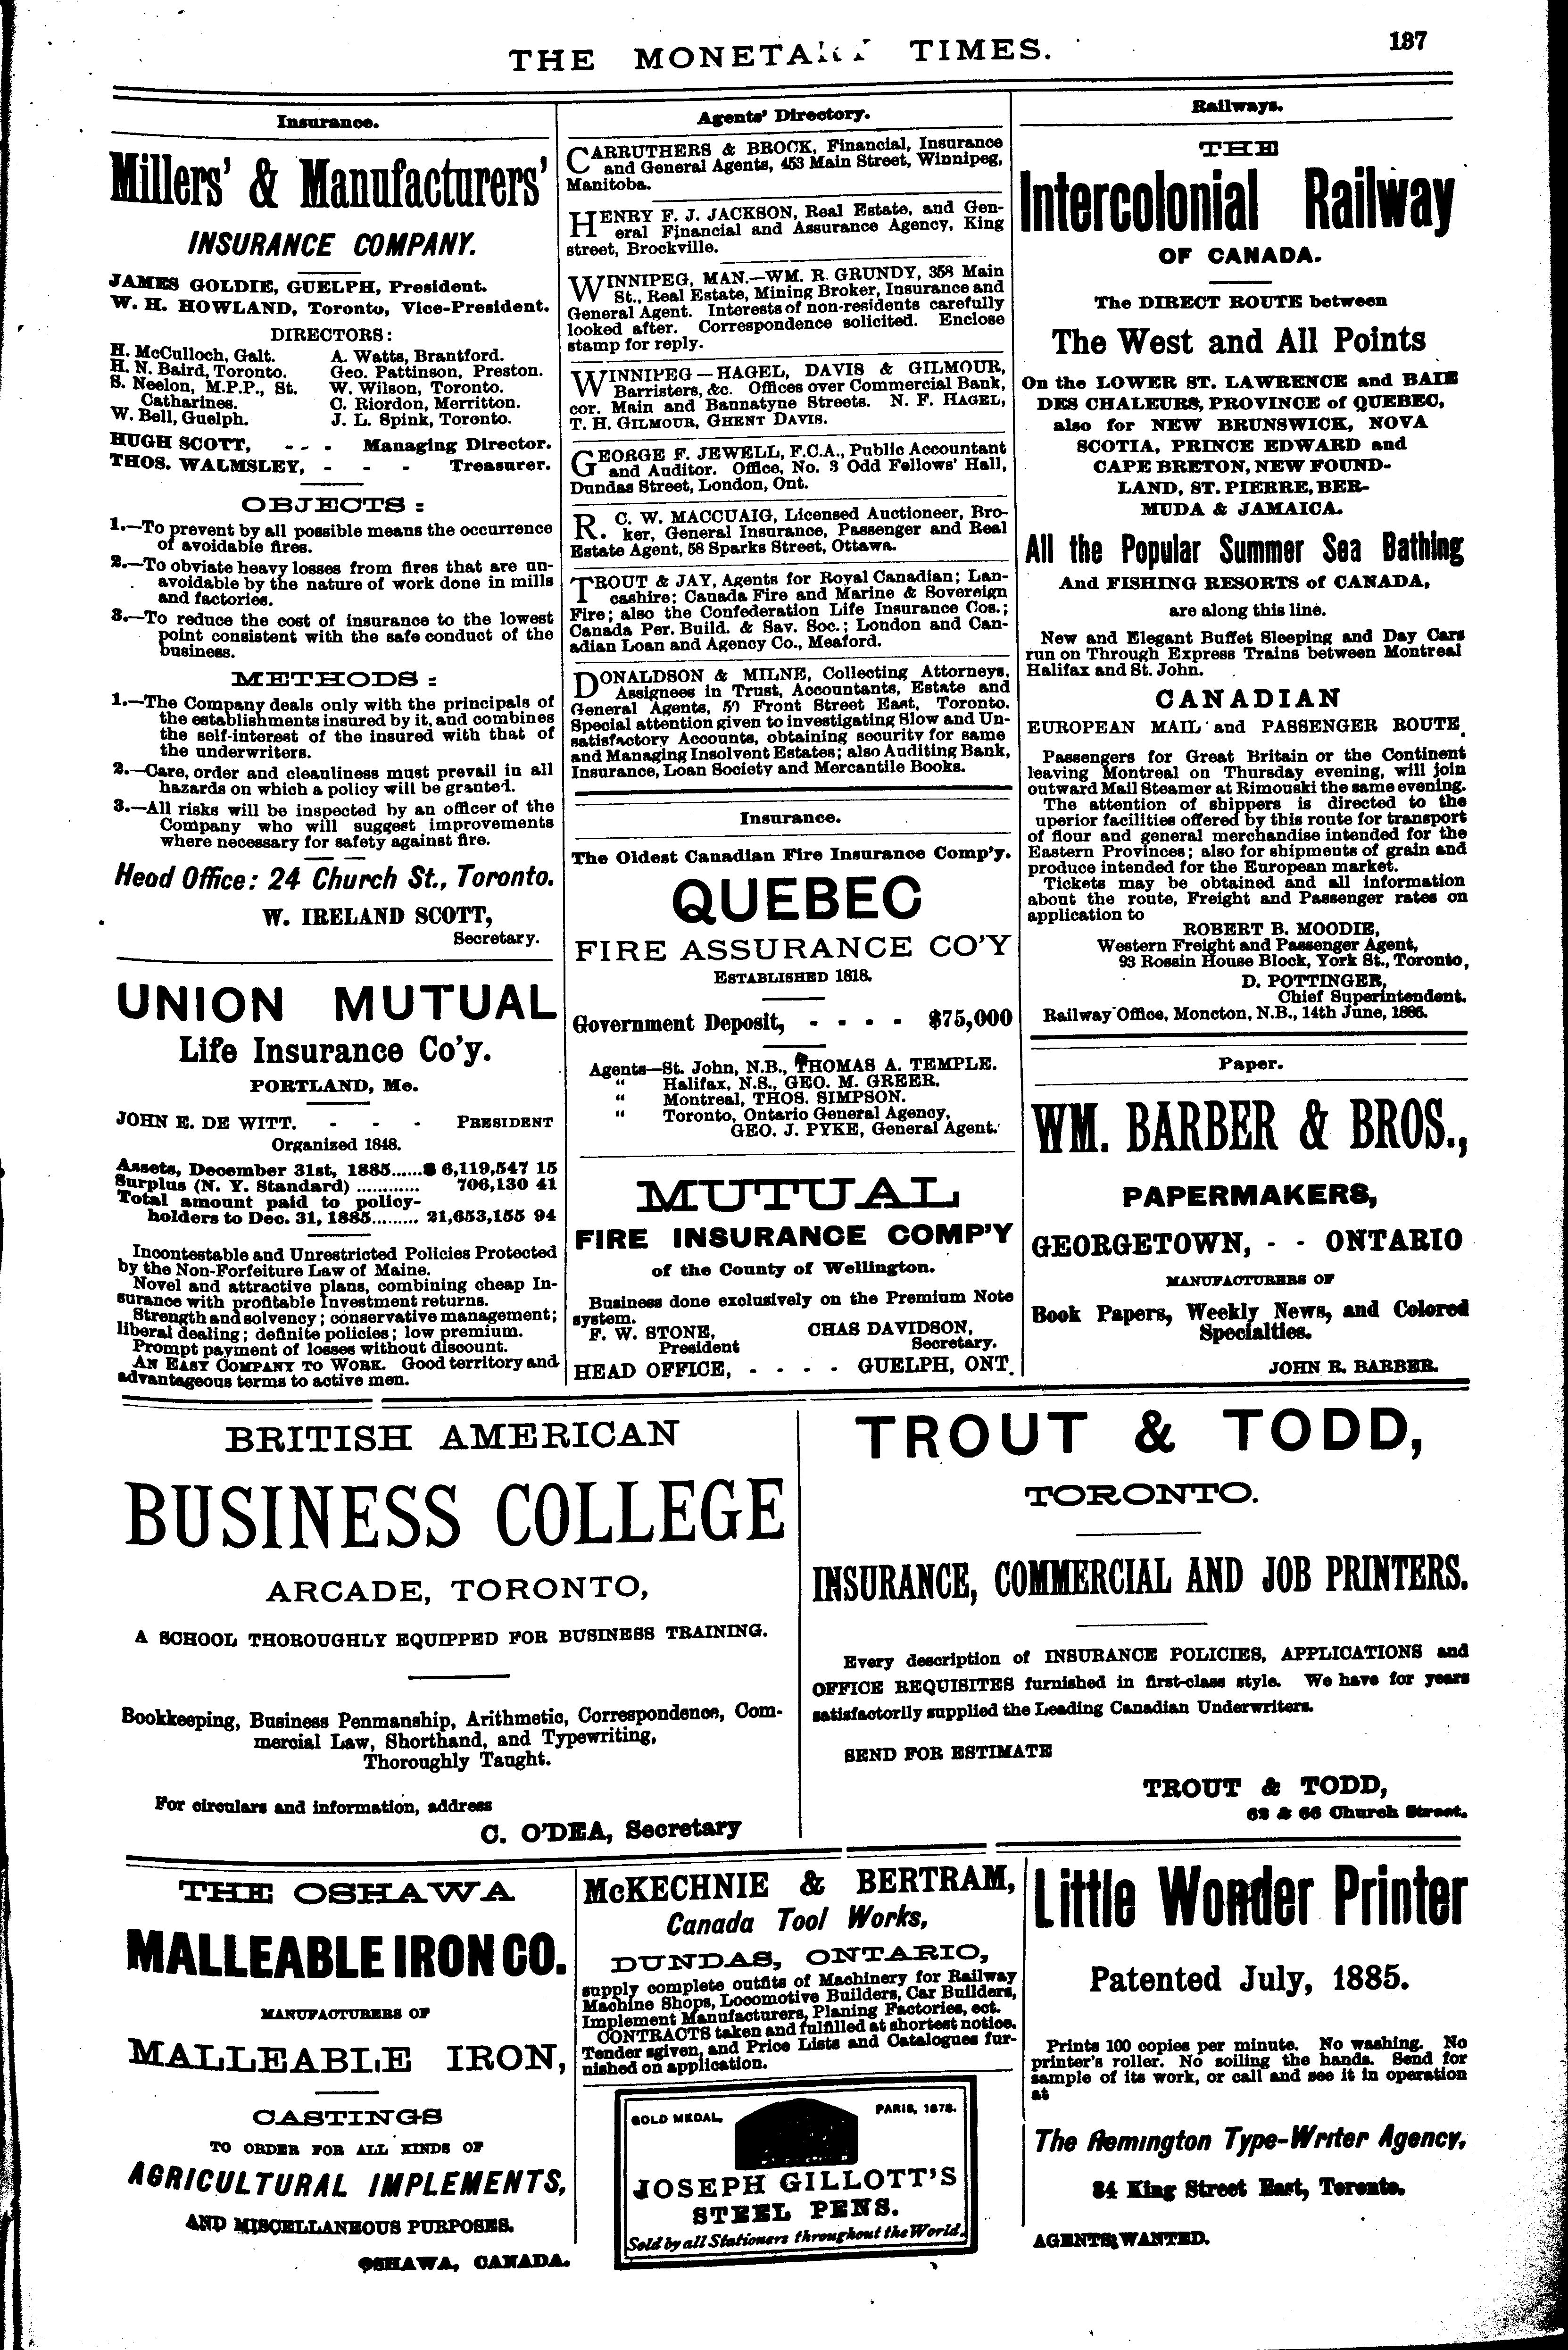 THE MONETARY TIMES.
137
Insurance.
Millers' & Manufacturers'
INSURANCE COMPANY.
JAMES GOLDIE, GUELPH, President.
W. H. HOWLAND, Toronto, Vice-President.
DIRECTORS:
H. McCulloch, Galt. A. Watts, Brantford.
H. N. Baird, Toronto. Geo. Pattinson, Preston.
S. Neelon, M.P.P., St. W. Wilson, Toronto.
Catharines. C. Riordon, Merritton.
W. Bell, Guelph. J. L. Spink, Toronto.
HUGH SCOTT, - - - Managing Director.
THOS. WALMSLEY, - - - Treasurer.
OBJECTS:
1.—To prevent by all possible means the occurrence
of avoidable fires.
2.—To obviate heavy losses from fires that are un-
avoidable by the nature of work done in mills
and factories.
3.—To reduce the cost of insurance to the lowest
point consistent with the safe conduct of the
business.
METHODS:
1.—The Company deals only with the principals of
the establishments insured by it, and combines
the self-interest of the insured with that of
the underwriters.
2.—Care, order and cleanliness must prevail in all
hazards on which a policy will be granted.
3.—All risks will be inspected by an officer of the
Company who will suggest improvements
where necessary for safety against fire.
Head Office: 24 Church St., Toronto.
W. IRELAND SCOTT,
Secretary.
UNION MUTUAL
Life Insurance Co'y.
PORTLAND, Me.
JOHN E. DE WITT. - - - PRESIDENT
Organized 1848.
Assets, December 31st, 1885......$ 6,119,547 15
Surplus (N. Y. Standard) ............ 706,130 41
Total amount paid to policy-
holders to Dec. 31, 1885......... 21,653,155 94
Incontestable and Unrestricted Policies Protected
by the Non-Forfeiture Law of Maine.
Novel and attractive plans, combining cheap In-
surance with profitable Investment returns.
Strength and solvency; conservative management;
liberal dealing; definite policies; low premium.
Prompt payment of losses without discount.
AN EASY COMPANY TO WORK. Good territory and
advantageous terms to active men.
Agents' Directory.
CARRUTHERS & BROCK, Financial, Insurance
and General Agents, 453 Main Street, Winnipeg,
Manitoba.
HENRY F. J. JACKSON, Real Estate, and Gen-
eral Financial and Assurance Agency, King
street, Brockville.
WINNIPEG, MAN.—WM. R. GRUNDY, 358 Main
St., Real Estate, Mining Broker, Insurance and
General Agent. Interests of non-residents carefully
looked after. Correspondence solicited. Enclose
stamp for reply.
WINNIPEG—HAGEL, DAVIS & GILMOUR,
Barristers, &c. Offices over Commercial Bank,
cor. Main and Bannatyne Streets. N. F. HAGEL,
T. H. GILMOUR, GHENT DAVIS.
GEORGE F. JEWELL, F.C.A., Public Accountant
and Auditor. Office, No. 3 Odd Fellows' Hall,
Dundas Street, London, Ont.
R. C. W. MACCUAIG, Licensed Auctioneer, Bro-
ker, General Insurance, Passenger and Real
Estate Agent, 58 Sparks Street, Ottawa.
TROUT & JAY, Agents for Royal Canadian; Lan-
cashire; Canada Fire and Marine & Sovereign
Fire; also the Confederation Life Insurance Cos.;
Canada Per. Build. & Sav. Soc.; London and Can-
adian Loan and Agency Co., Meaford.
DONALDSON & MILNE, Collecting Attorneys,
Assignees in Trust, Accountants, Estate and
General Agents, 50 Front Street East, Toronto.
Special attention given to investigating Slow and Un-
satisfactory Accounts, obtaining security for same
and Managing Insolvent Estates; also Auditing Bank,
Insurance, Loan Society and Mercantile Books.
Insurance.
The Oldest Canadian Fire Insurance Comp'y.
QUEBEC
FIRE ASSURANCE CO'Y
ESTABLISHED 1818.
Government Deposit, - - - - $75,000
Agents—St. John, N.B., THOMAS A. TEMPLE.
" Halifax, N.S., GEO. M. GREER.
" Montreal, THOS. SIMPSON.
" Toronto, Ontario General Agency,
GEO. J. PYKE, General Agent.
MUTUAL
FIRE INSURANCE COMP'Y
of the County of Wellington.
Business done exclusively on the Premium Note
system.
F. W. STONE, CHAS DAVIDSON,
President Secretary.
HEAD OFFICE, - - - - GUELPH, ONT.
Railways.
THE
Intercolonial Railway
OF CANADA.
The DIRECT ROUTE between
The West and All Points
On the LOWER ST. LAWRENCE and BAIE
DES CHALEURS, PROVINCE of QUEBEC,
also for NEW BRUNSWICK, NOVA
SCOTIA, PRINCE EDWARD and
CAPE BRETON, NEW FOUND-
LAND, ST. PIERRE, BER-
MUDA & JAMAICA.
All the Popular Summer Sea Bathing
And FISHING RESORTS of CANADA,
are along this line.
New and Elegant Buffet Sleeping and Day Cars
run on Through Express Trains between Montreal
Halifax and St. John.
CANADIAN
EUROPEAN MAIL and PASSENGER ROUTE.
Passengers for Great Britain or the Continent
leaving Montreal on Thursday evening, will join
outward Mail Steamer at Rimouski the same evening.
The attention of shippers is directed to the
uperior facilities offered by this route for transport
of flour and general merchandise intended for the
Eastern Provinces; also for shipments of grain and
produce intended for the European market.
Tickets may be obtained and all information
about the route, Freight and Passenger rates on
application to
ROBERT B. MOODIE,
Western Freight and Passenger Agent,
93 Rossin House Block, York St., Toronto,
D. POTTINGER,
Chief Superintendent.
Railway Office, Moncton, N.B., 14th June, 1886.
Paper.
WM. BARBER & BROS.,
PAPERMAKERS,
GEORGETOWN, - - ONTARIO
MANUFACTURERS OF
Book Papers, Weekly News, and Colored
Specialties.
JOHN R. BARBER.
BRITISH AMERICAN
BUSINESS COLLEGE
ARCADE, TORONTO,
A SCHOOL THOROUGHLY EQUIPPED FOR BUSINESS TRAINING.
Bookkeeping, Business Penmanship, Arithmetic, Correspondence, Com-
mercial Law, Shorthand, and Typewriting,
Thoroughly Taught.
For circulars and information, address
C. O'DEA, Secretary
TROUT & TODD,
TORONTO.
INSURANCE, COMMERCIAL AND JOB PRINTERS.
Every description of INSURANCE POLICIES, APPLICATIONS and
OFFICE REQUISITES furnished in first-class style. We have for years
satisfactorily supplied the Leading Canadian Underwriters.
SEND FOR ESTIMATE
TROUT & TODD,
62 & 66 Church Street.
THE OSHAWA
MALLEABLE IRON CO.
MANUFACTURERS OF
MALLEABLE IRON,
CASTINGS
TO ORDER FOR ALL KINDS OF
AGRICULTURAL IMPLEMENTS,
AND MISCELLANEOUS PURPOSES.
OSHAWA, CANADA.
McKECHNIE & BERTRAM,
Canada Tool Works,
DUNDAS, ONTARIO,
supply complete outfits of Machinery for Railway
Machine Shops, Locomotive Builders, Car Builders,
Implement Manufacturers, Planing Factories, ect.
CONTRACTS taken and fulfilled at shortest notice.
Tender sgiven, and Price Lists and Catalogues fur-
nished on application.
GOLD MEDAL, PARIS, 1878.
JOSEPH GILLOTT'S
STEEL PENS.
Sold by all Stationers throughout the World.
Little Wonder Printer
Patented July, 1885.
Prints 100 copies per minute. No washing. No
printer's roller. No soiling the hands. Send for
sample of its work, or call and see it in operation
at
The Remington Type-Writer Agency,
84 King Street East, Toronto.
AGENTS WANTED.